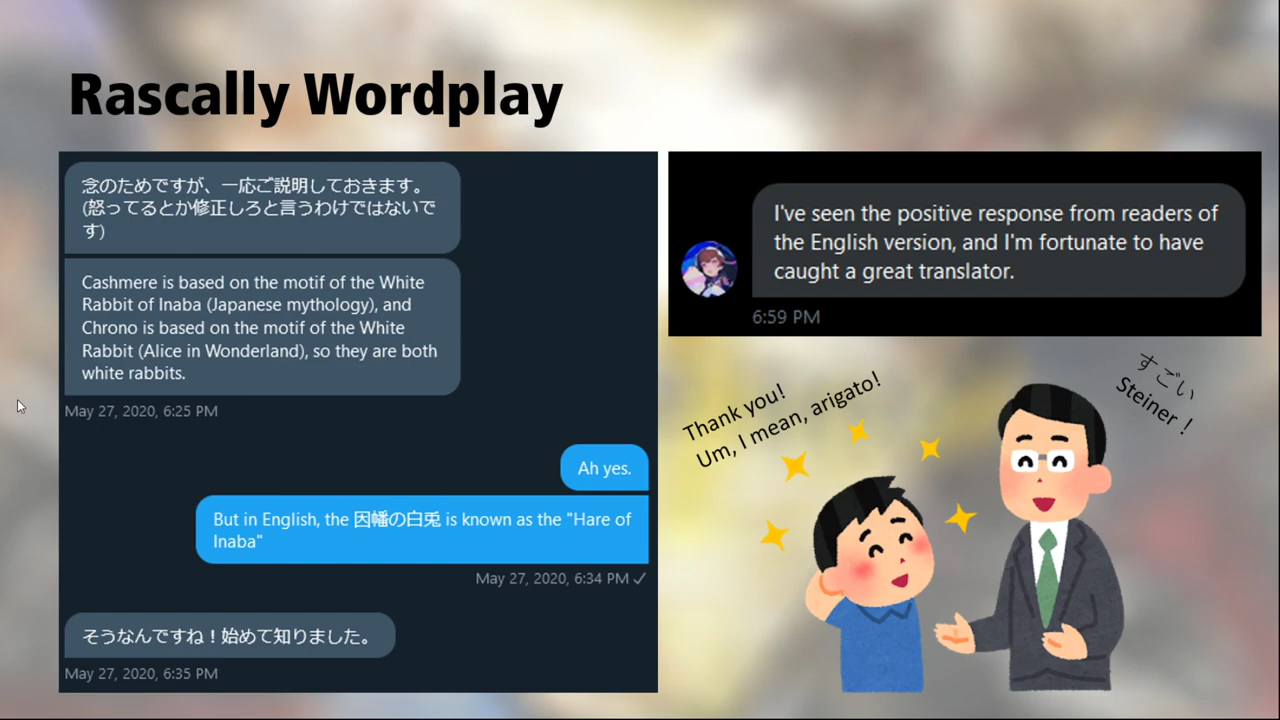 Rascally Wordplay
念のためですが、一応ご説明しておきます。
(怒ってるとか修正しろと言うわけではないで
す)
Cashmere is based on the motif of the White
Rabbit of Inaba (Japanese mythology), and
Chrono is based on the motif of the White
Rabbit (Alice in Wonderland), so they are both
white rabbits.
May 27, 2020, 6:25 PM
Ah yes.
But in English, the 因幡の白兎 is known as the "Hare of
Inaba"
May 27, 2020, 6:34 PM ✓
そうなんですね！始めて知りました。
May 27, 2020, 6:35 PM
I've seen the positive response from readers of
the English version, and I'm fortunate to have
caught a great translator.
6:59 PM
Thank you!
Um, I mean, arigato!
すごい
Steiner !